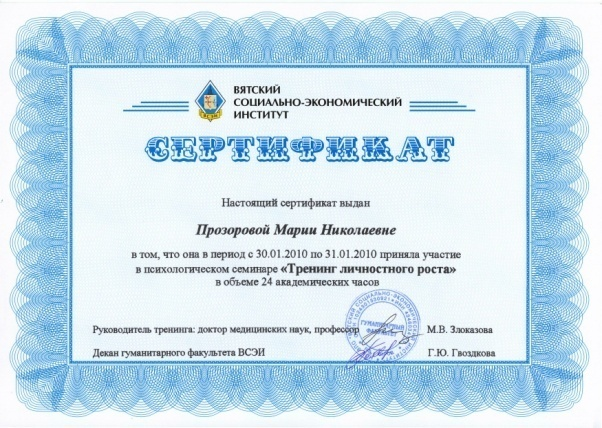 ВЯТСКИЙ
СОЦИАЛЬНО-ЭКОНОМИЧЕСКИЙ
ИНСТИТУТ
ВСЭИ
СЕРТИФИКАТ
Настоящий сертификат выдан
Прозоровой Марии Николаевне
в том, что она в период с 30.01.2010 по 31.01.2010 приняла участие
в психологическом семинаре «Тренинг личностного роста»
в объеме 24 академических часов
Руководитель тренинга: доктор медицинских наук, профессор М.В. Злоказова
ГУМАНИТАРНЫЙ
Декан гуманитарного факультета ВСЭИ Г.Ю. Гвоздкова